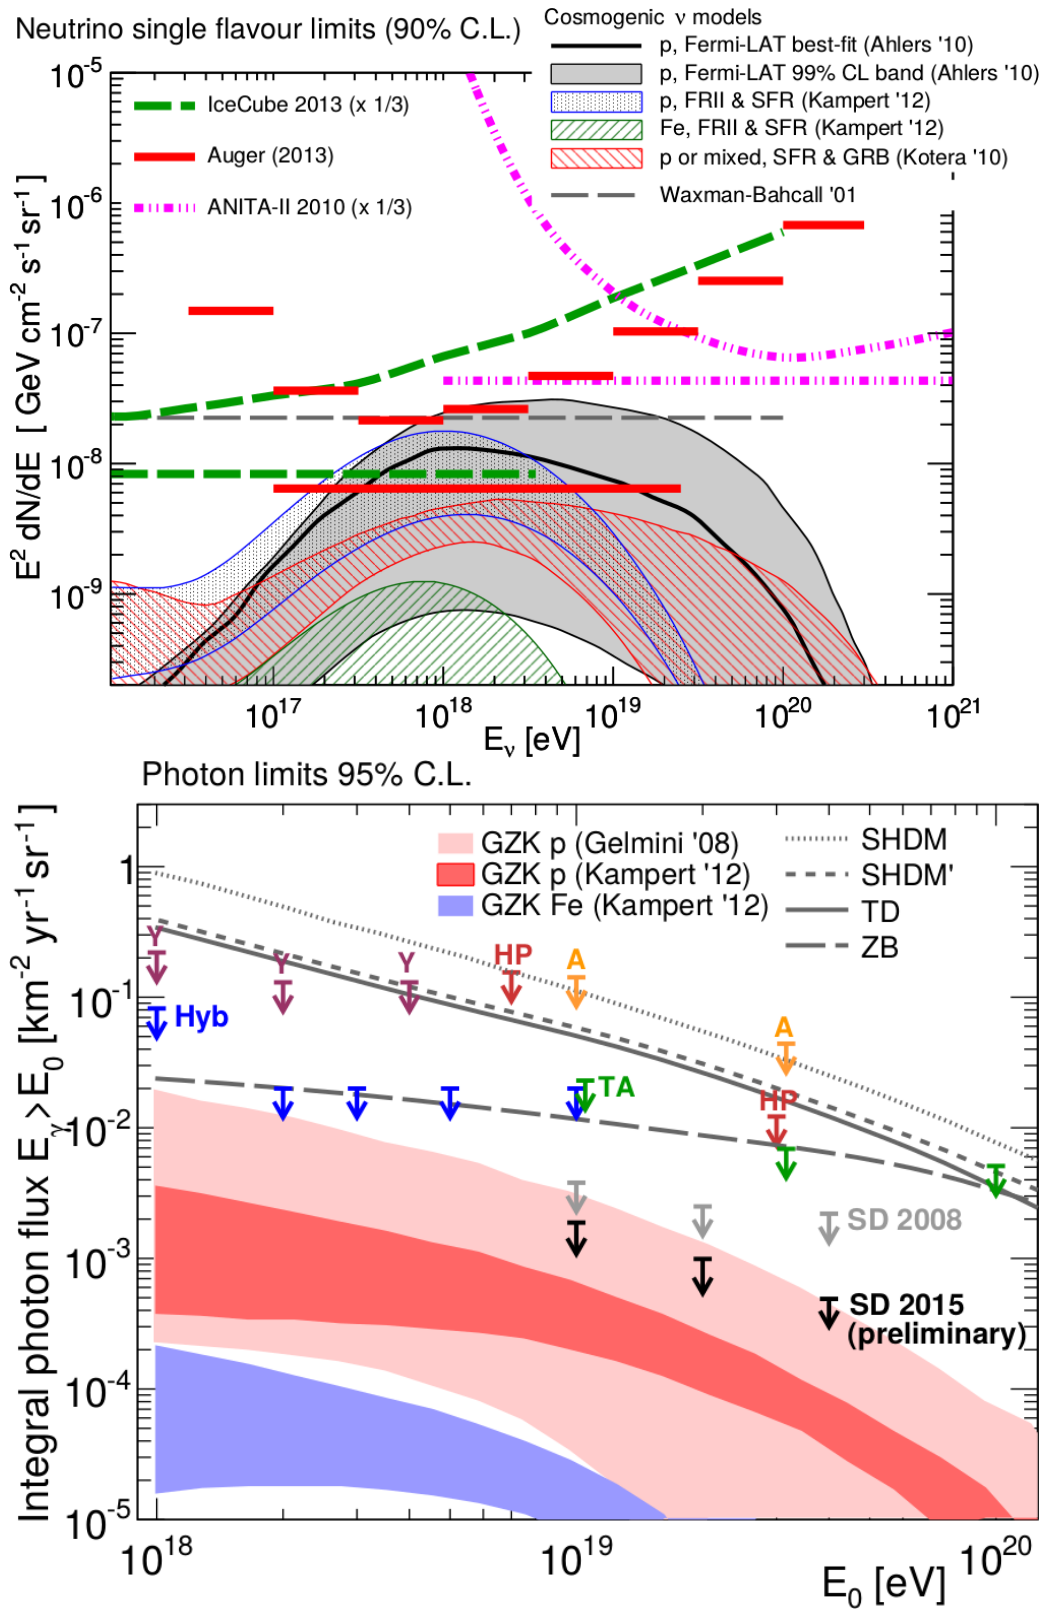 Neutrino single flavour limits (90% C.L.)
Cosmogenic ν models
p, Fermi-LAT best-fit (Ahlers '10)
p, Fermi-LAT 99% CL band (Ahlers '10)
p, FRII & SFR (Kampert '12)
Fe, FRII & SFR (Kampert '12)
p or mixed, SFR & GRB (Kotera '10)
Waxman-Bahcall '01
IceCube 2013 (x 1/3)
Auger (2013)
ANITA-II 2010 (x 1/3)
E² dN/dE [ GeV cm⁻² s⁻¹ sr⁻¹ ]
10⁻⁵
10⁻⁶
10⁻⁷
10⁻⁸
10⁻⁹
10¹⁷ 10¹⁸ 10¹⁹ 10²⁰ 10²¹
Eν [eV]
Photon limits 95% C.L.
GZK p (Gelmini '08)
GZK p (Kampert '12)
GZK Fe (Kampert '12)
SHDM
SHDM'
TD
ZB
Integral photon flux Eγ>E₀ [km⁻² yr⁻¹ sr⁻¹]
1
10⁻¹
10⁻²
10⁻³
10⁻⁴
10⁻⁵
Y
Y
Y
HP
A
A
Hyb
TA
HP
SD 2008
SD 2015
(preliminary)
10¹⁸ 10¹⁹ 10²⁰
E₀ [eV]